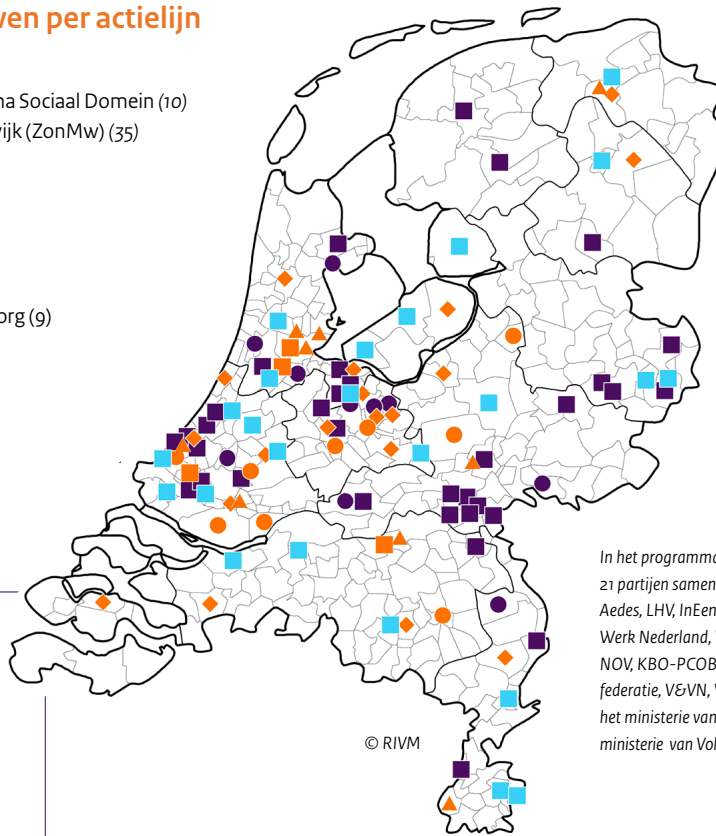 ven per actielijn
na Sociaal Domein (10)
vijk (ZonMw) (35)
org (9)
In het programma
21 partijen samen
Aedes, LHV, InEen
Werk Nederland,
NOV, KBO-PCOB
federatie, V&VN, V
het ministerie van
ministerie van Vol
© RIVM